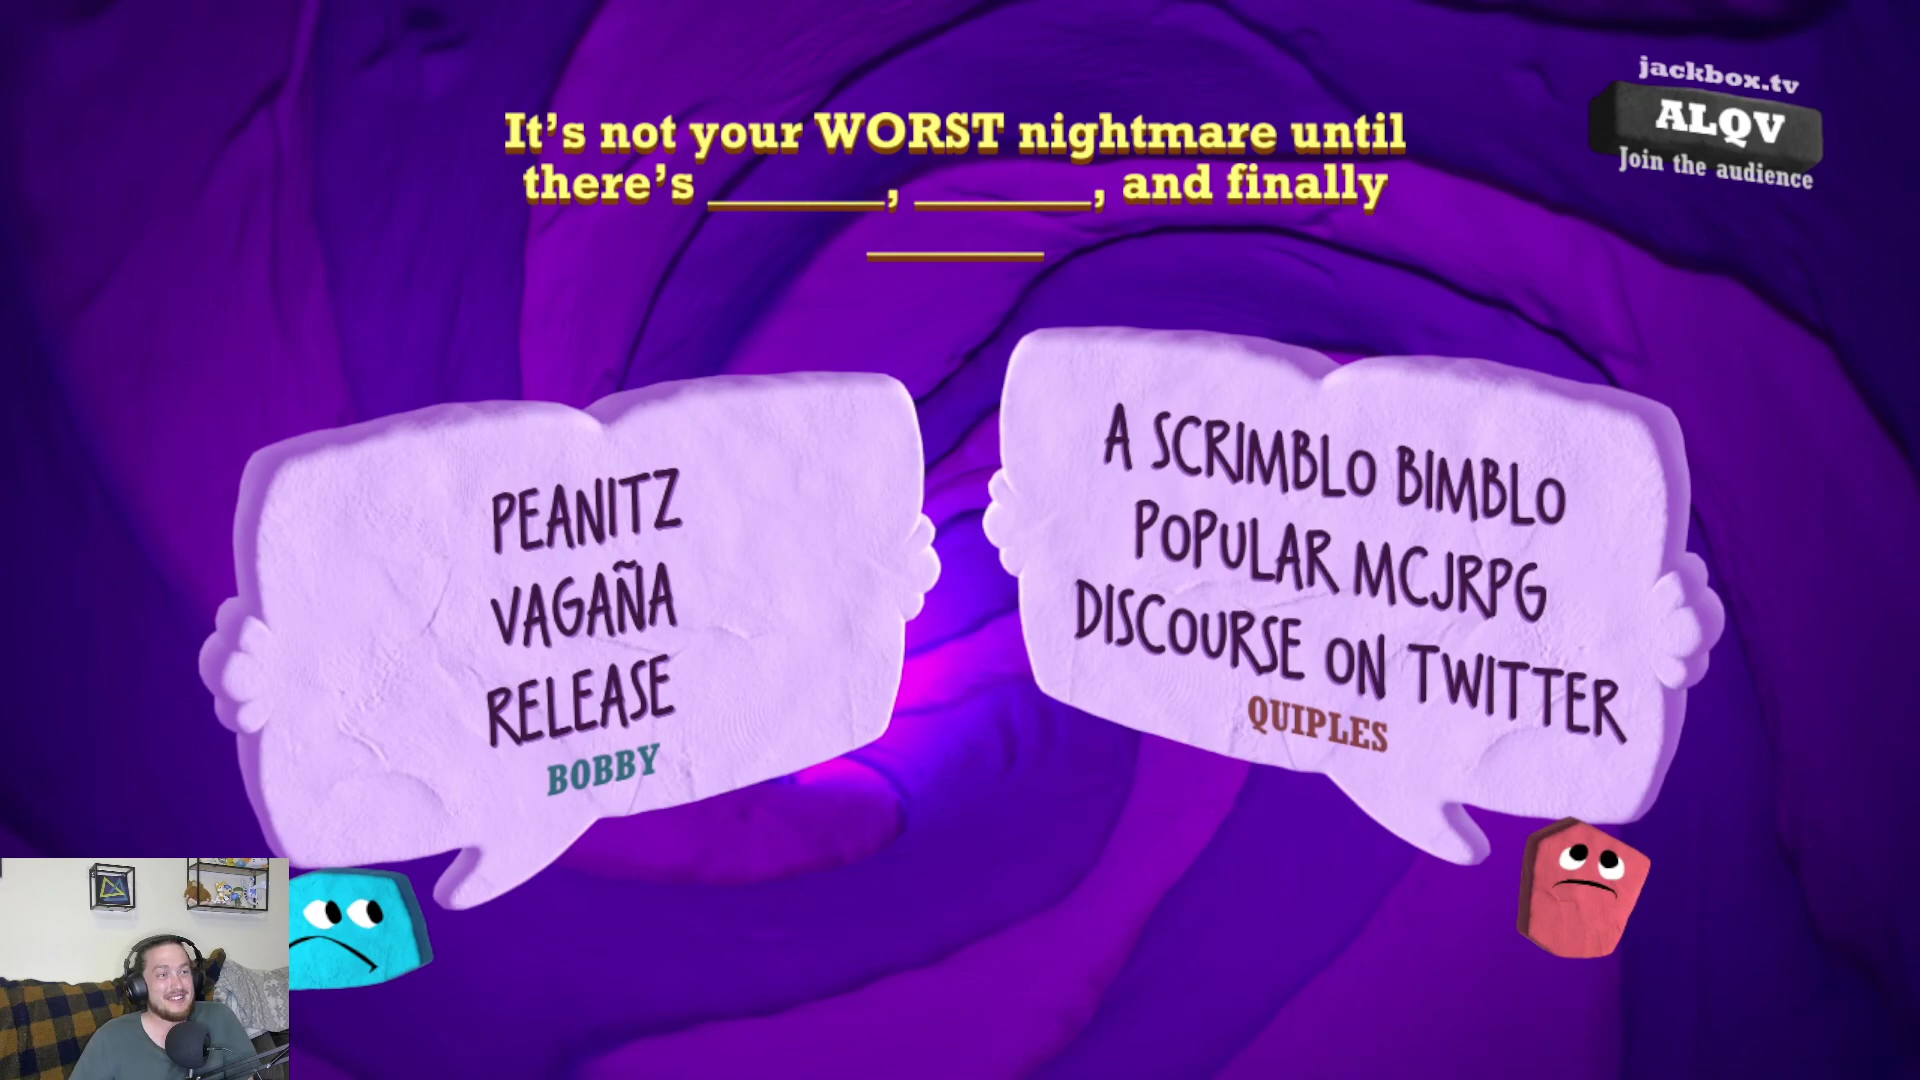 jackbox.tv
ALQV
Join the audience
It's not your WORST nightmare until
there's ______, ______, and finally
______
PEANITZ
VAGAÑA
RELEASE
BOBBY
A SCRIMBLO BIMBLO
POPULAR MCJRPG
DISCOURSE ON TWITTER
QUIPLES